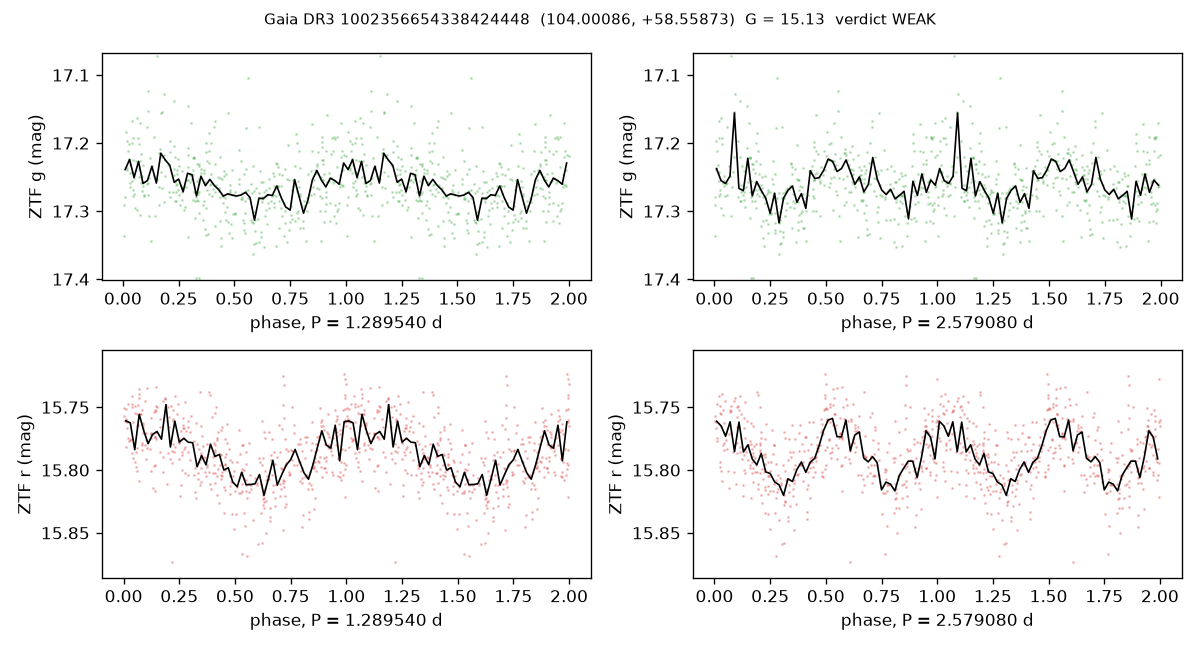 Gaia DR3 1002356654338424448  (104.00086, +58.55873)  G = 15.13  verdict WEAK
17.1
17.2
17.3
17.4
ZTF g (mag)
0.00 0.25 0.50 0.75 1.00 1.25 1.50 1.75 2.00
phase, P = 1.289540 d
17.1
17.2
17.3
17.4
ZTF g (mag)
0.00 0.25 0.50 0.75 1.00 1.25 1.50 1.75 2.00
phase, P = 2.579080 d
15.75
15.80
15.85
ZTF r (mag)
0.00 0.25 0.50 0.75 1.00 1.25 1.50 1.75 2.00
phase, P = 1.289540 d
15.75
15.80
15.85
ZTF r (mag)
0.00 0.25 0.50 0.75 1.00 1.25 1.50 1.75 2.00
phase, P = 2.579080 d